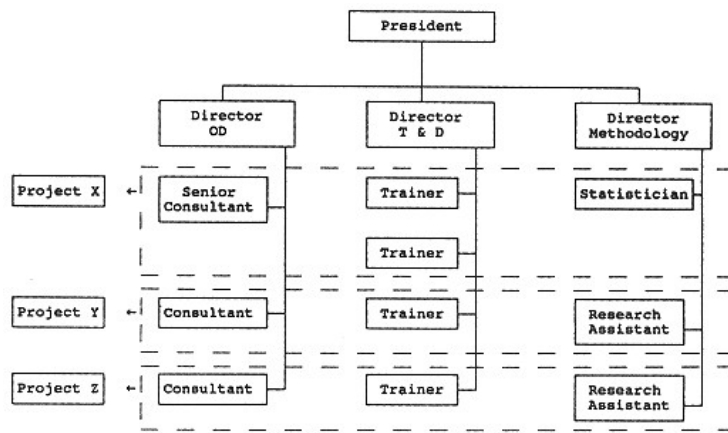 President
Director
OD
Director
T & D
Director
Methodology
Project X
←
Senior
Consultant
Trainer
Statistician
Trainer
Project Y
←
Consultant
Trainer
Research
Assistant
Project Z
←
Consultant
Trainer
Research
Assistant